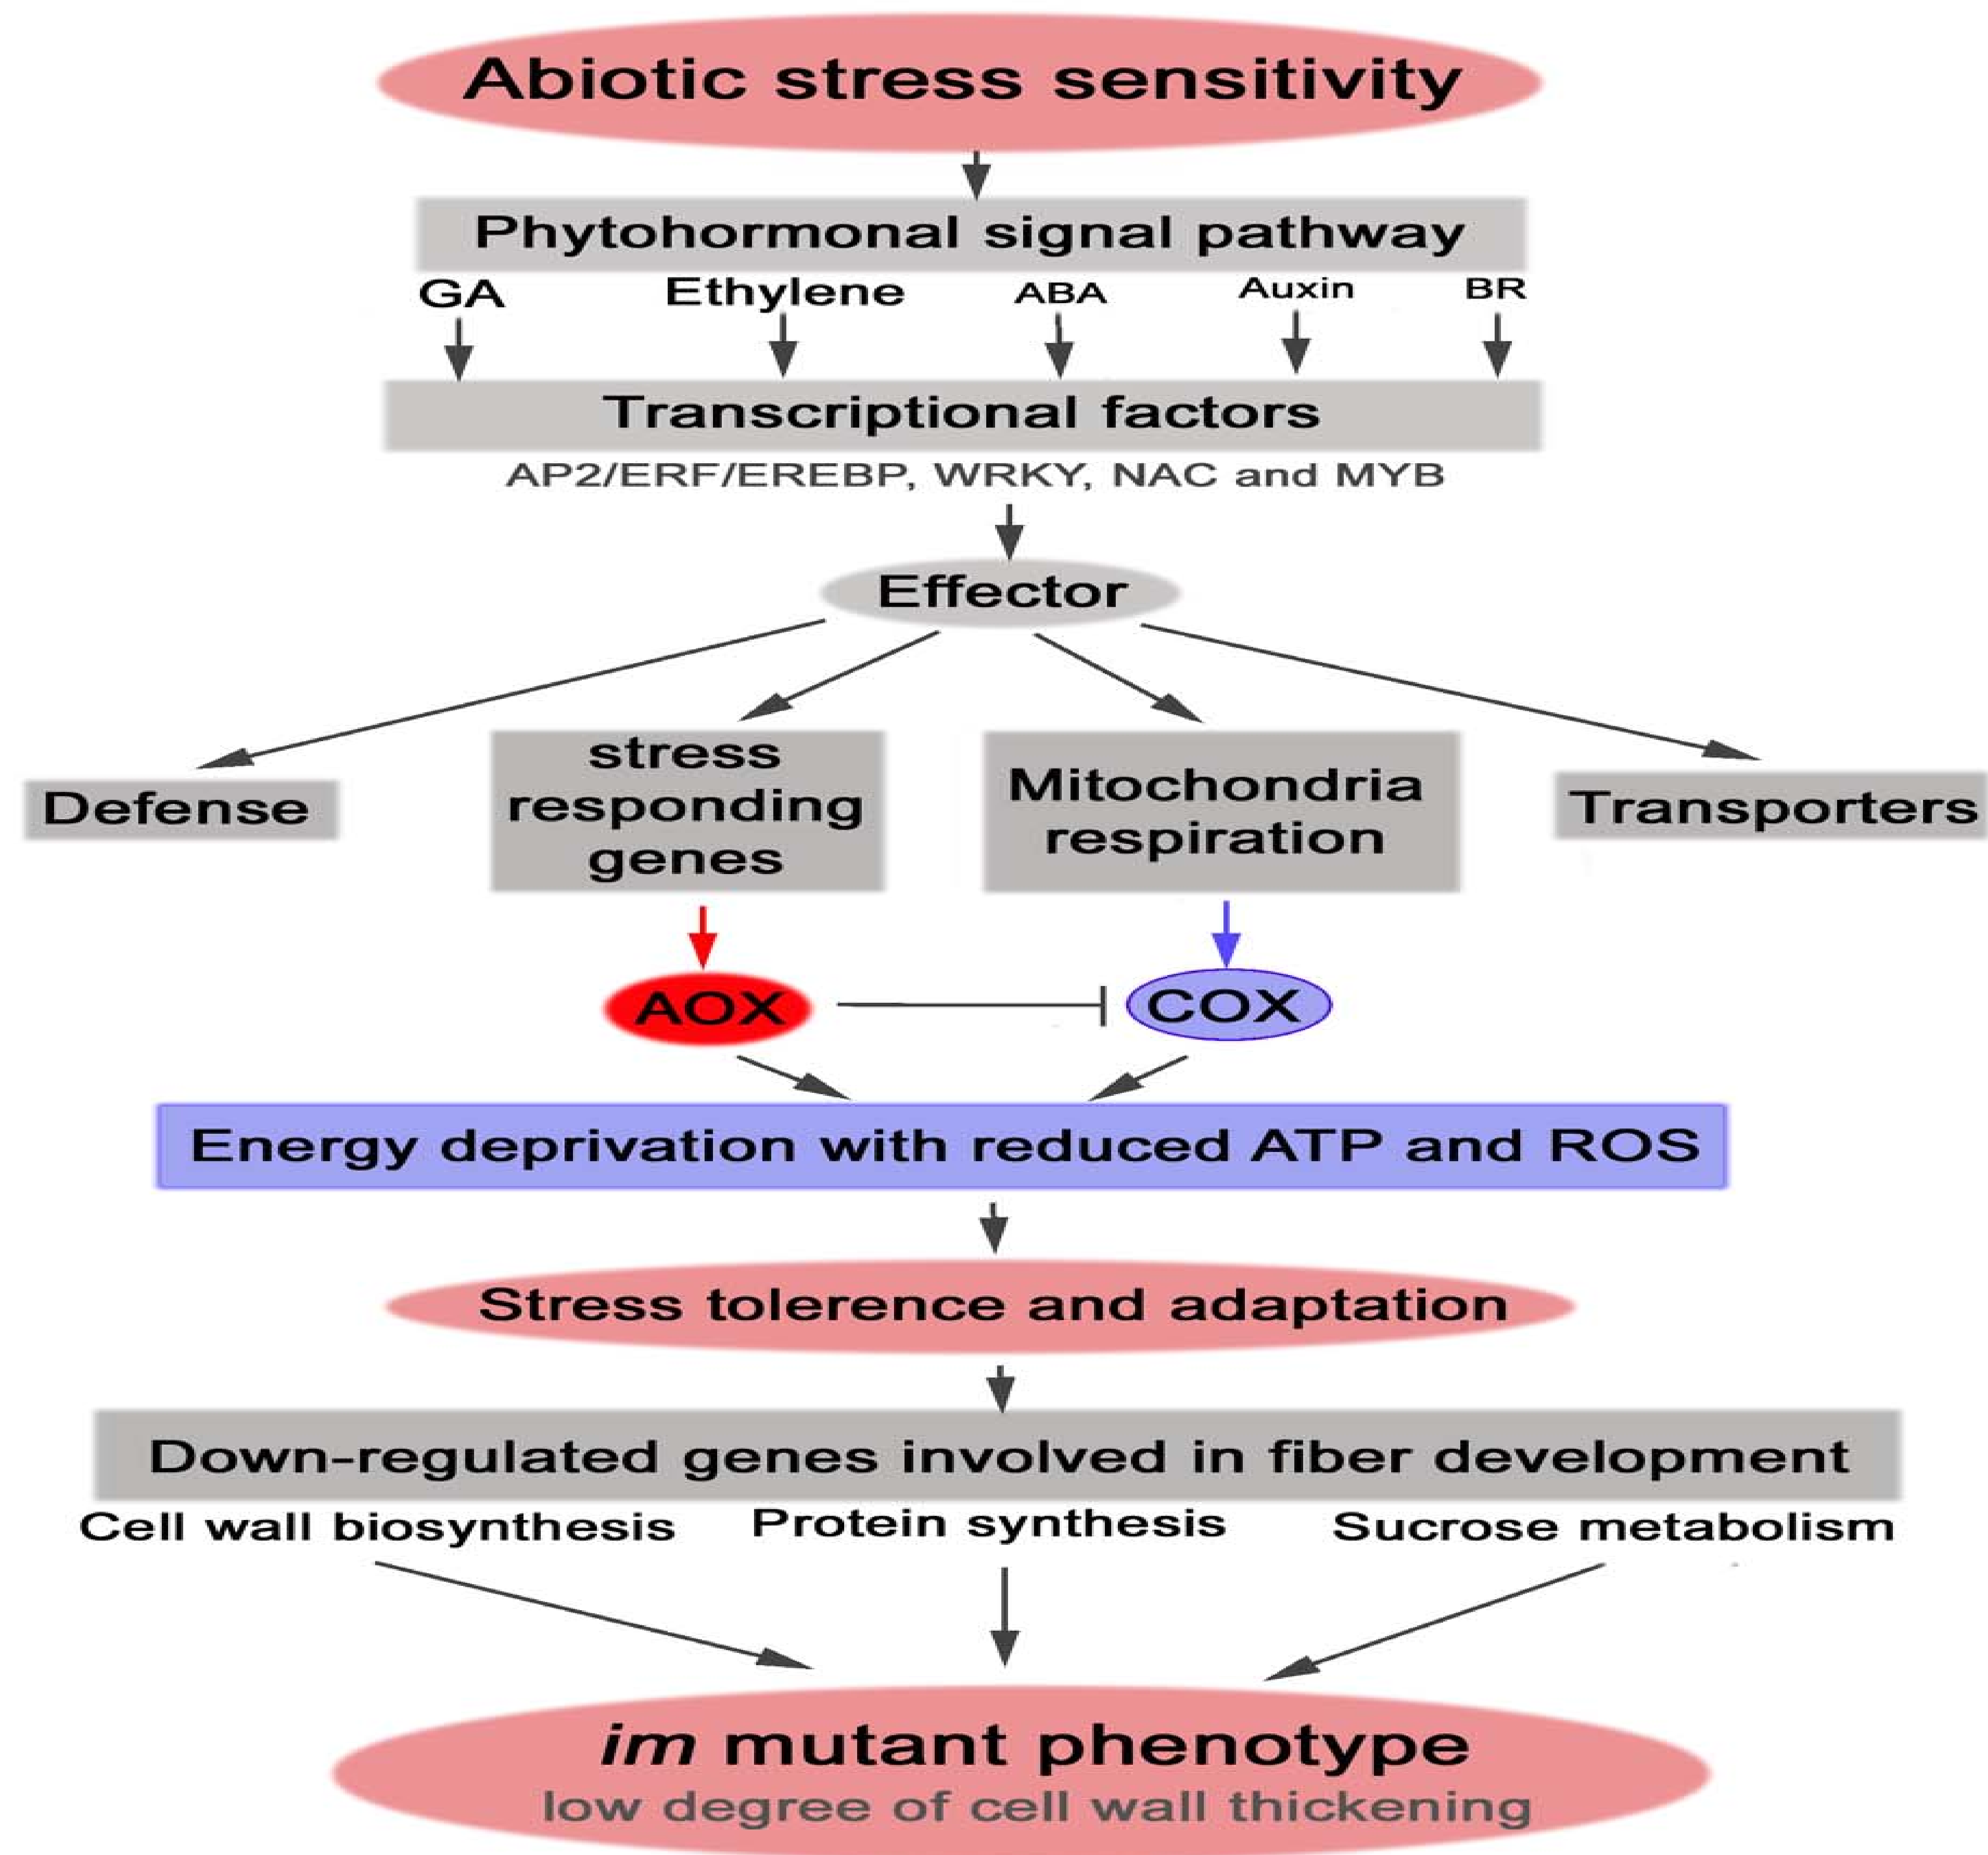 Abiotic stress sensitivity
Phytohormonal signal pathway
GA Ethylene ABA Auxin BR
Transcriptional factors
AP2/ERF/EREBP, WRKY, NAC and MYB
Effector
Defense
stress
responding
genes
Mitochondria
respiration
Transporters
AOX
COX
Energy deprivation with reduced ATP and ROS
Stress tolerence and adaptation
Down-regulated genes involved in fiber development
Cell wall biosynthesis Protein synthesis Sucrose metabolism
im mutant phenotype
low degree of cell wall thickening